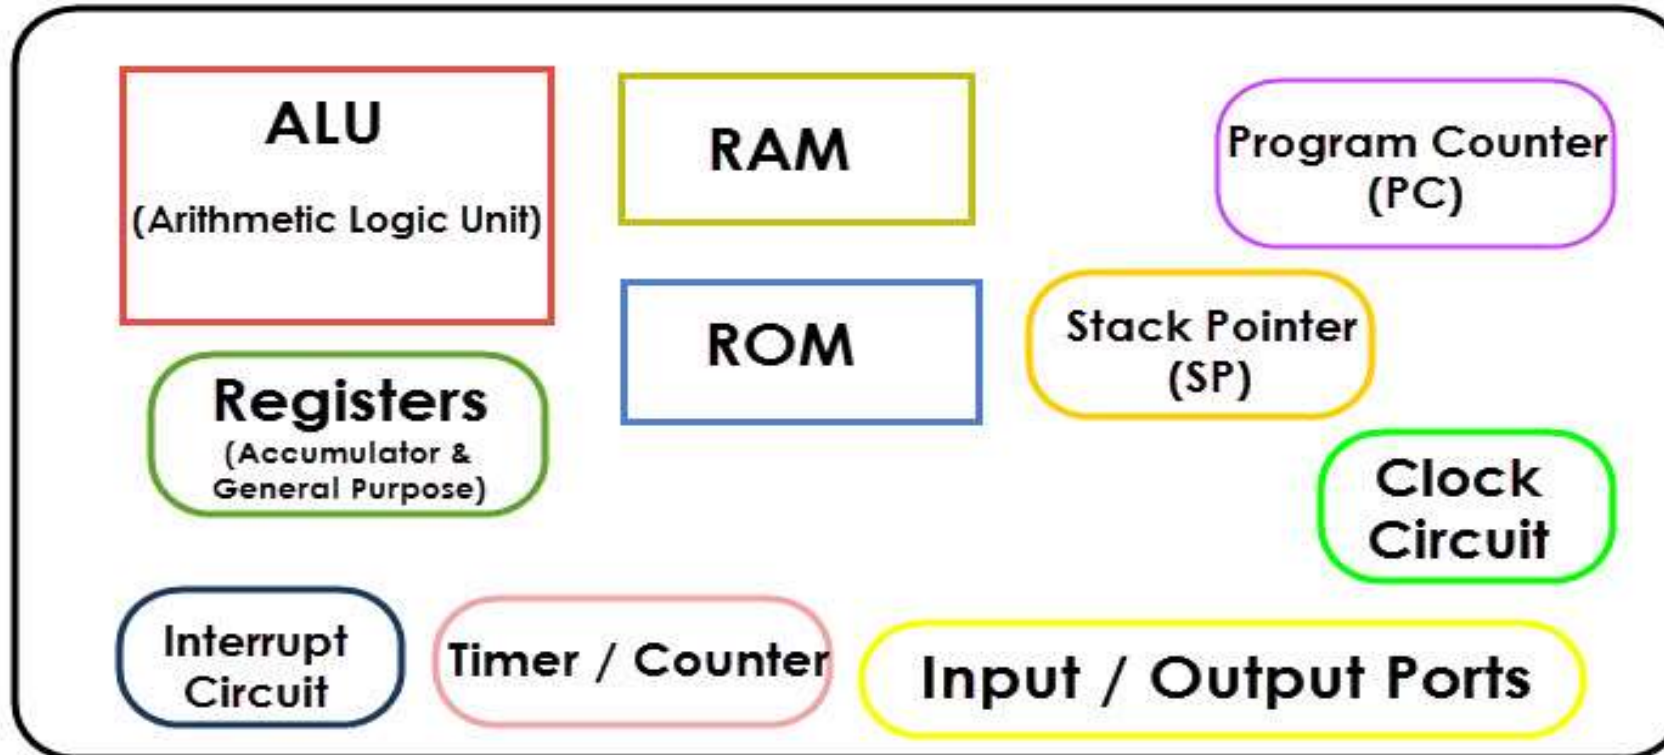 ALU
(Arithmetic Logic Unit)
RAM
Program Counter
(PC)
ROM
Stack Pointer
(SP)
Registers
(Accumulator &
General Purpose)
Clock
Circuit
Interrupt
Circuit
Timer / Counter
Input / Output Ports